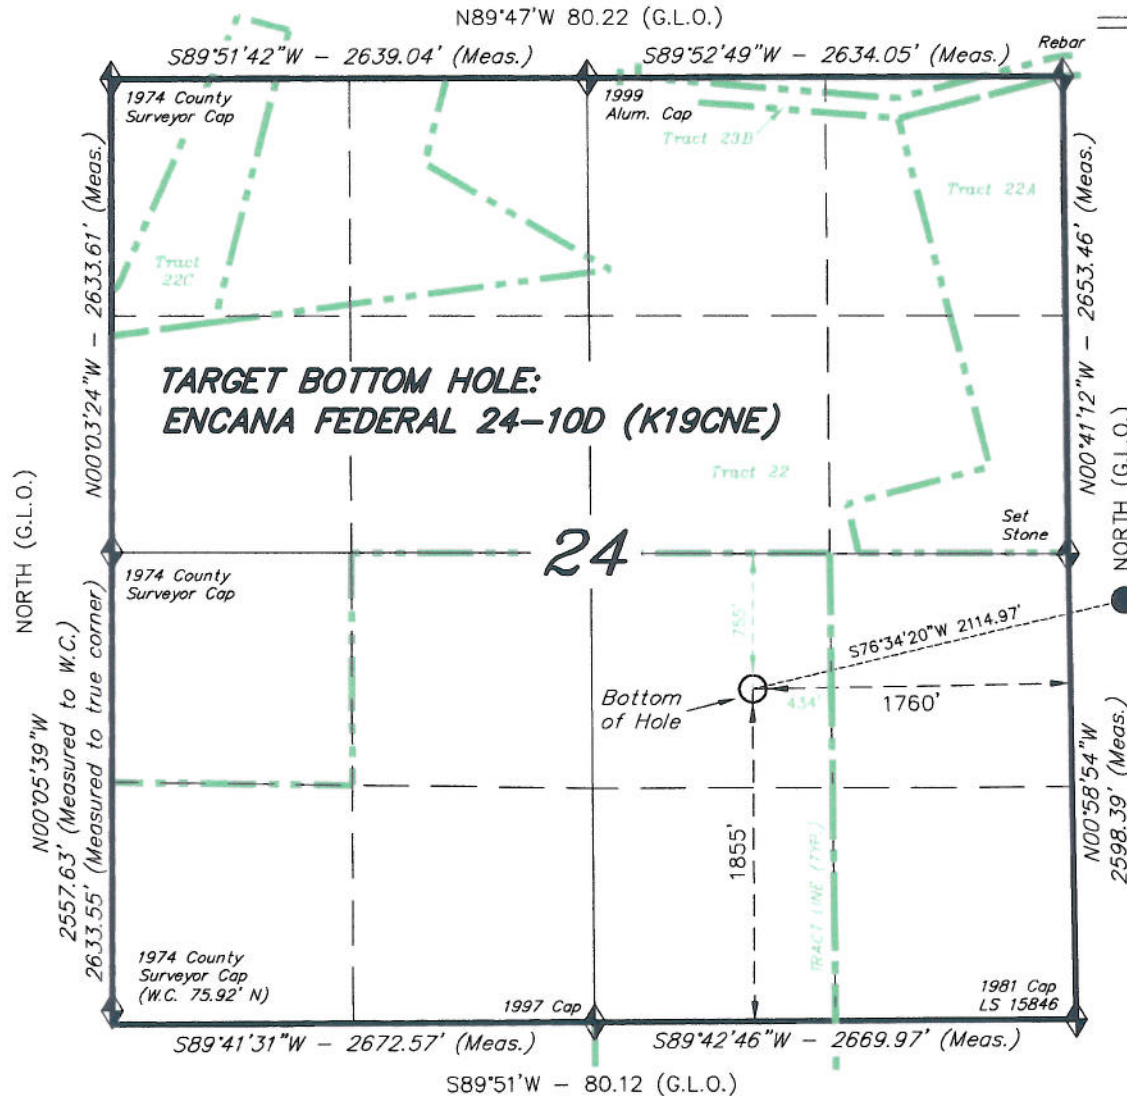 N89°47'W 80.22 (G.L.O.)
S89°51'42"W - 2639.04' (Meas.)
S89°52'49"W - 2634.05' (Meas.)
Rebar
1974 County
Surveyor Cap
1999
Alum. Cap
Tract 23B
Tract 22A
Tract
22C
N00°03'24"W - 2633.61' (Meas.)
N00°41'12"W - 2653.46' (Meas.)
TARGET BOTTOM HOLE:
ENCANA FEDERAL 24-10D (K19CNE)
Tract 22
NORTH (G.L.O.)
NORTH (G.L.O.)
Set
Stone
24
1974 County
Surveyor Cap
755'
S76°34'20"W 2114.97'
Bottom
of Hole
434'
1760'
1855'
TRACT LINE (TYP.)
N00°05'39"W
2557.63' (Measured to W.C.)
2633.55' (Measured to true corner)
N00°58'54"W
2598.39' (Meas.)
1974 County
Surveyor Cap
(W.C. 75.92' N)
1997 Cap
1981 Cap
LS 15846
S89°41'31"W - 2672.57' (Meas.)
S89°42'46"W - 2669.97' (Meas.)
S89°51'W - 80.12 (G.L.O.)